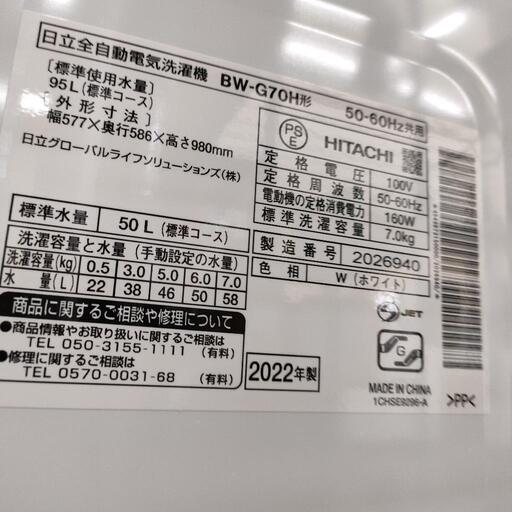 日立全自動電気洗濯機 BW-G70H形 50-60Hz共用
〔標準使用水量〕
95L(標準コース)
〔外形寸法〕
幅577×奥行586×高さ980mm
日立グローバルライフソリューションズ(株)
PS
E
HITACHI
定格電圧 100V
定格周波数 50-60Hz
電動機の定格消費電力 160W
標準洗濯容量 7.0kg
製造番号 2026940
色相 W(ホワイト)
標準水量 50L(標準コース)
洗濯容量と水量(手動設定の水量)
洗濯容量(kg) 0.5 3.0 5.0 6.0 7.0
水量(L) 22 38 46 50 58
商品に関するご相談や修理について
●商品情報やお取り扱いに関するご相談は
TEL 050-3155-1111 (有料)
●修理に関するご相談は
TEL 0570-0031-68 (有料)
2022年製
S JET
G
MADE IN CHINA
1CHSE9296-A
>PP<